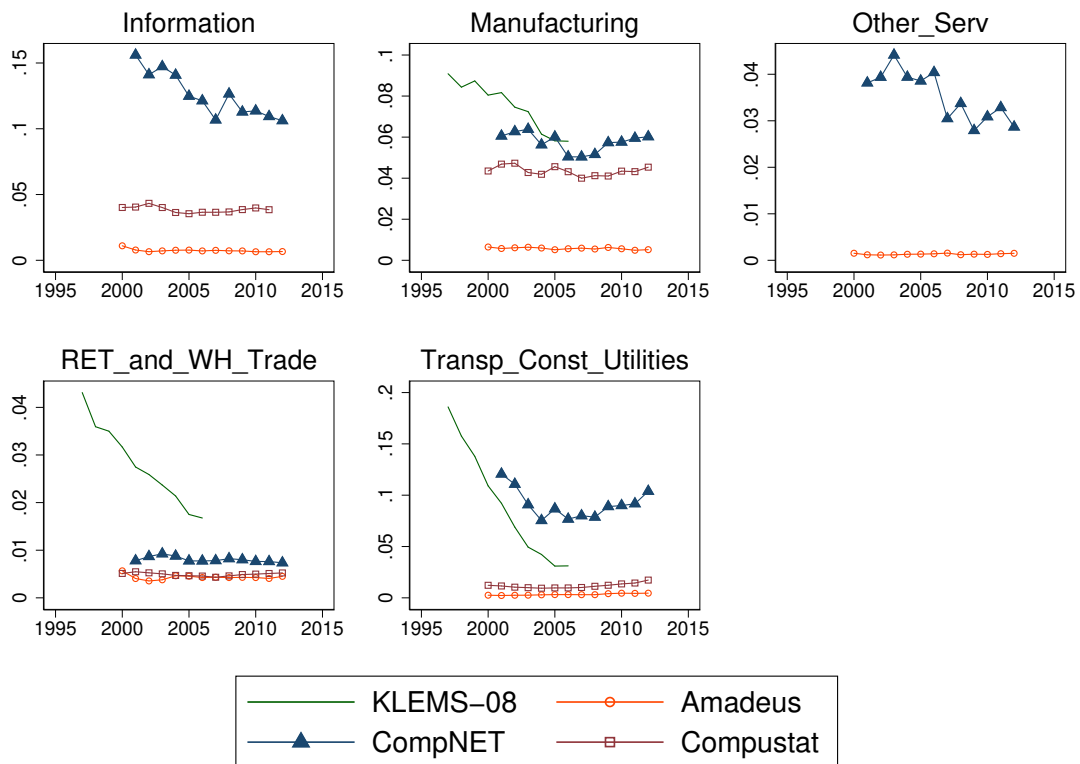 Information
Manufacturing
Other_Serv
.15
.1
.05
0
1995 2000 2005 2010 2015
.1
.08
.06
.04
.02
0
1995 2000 2005 2010 2015
.04
.03
.02
.01
0
1995 2000 2005 2010 2015
RET_and_WH_Trade
Transp_Const_Utilities
.04
.03
.02
.01
0
1995 2000 2005 2010 2015
.2
.15
.1
.05
0
1995 2000 2005 2010 2015
KLEMS−08
Amadeus
CompNET
Compustat